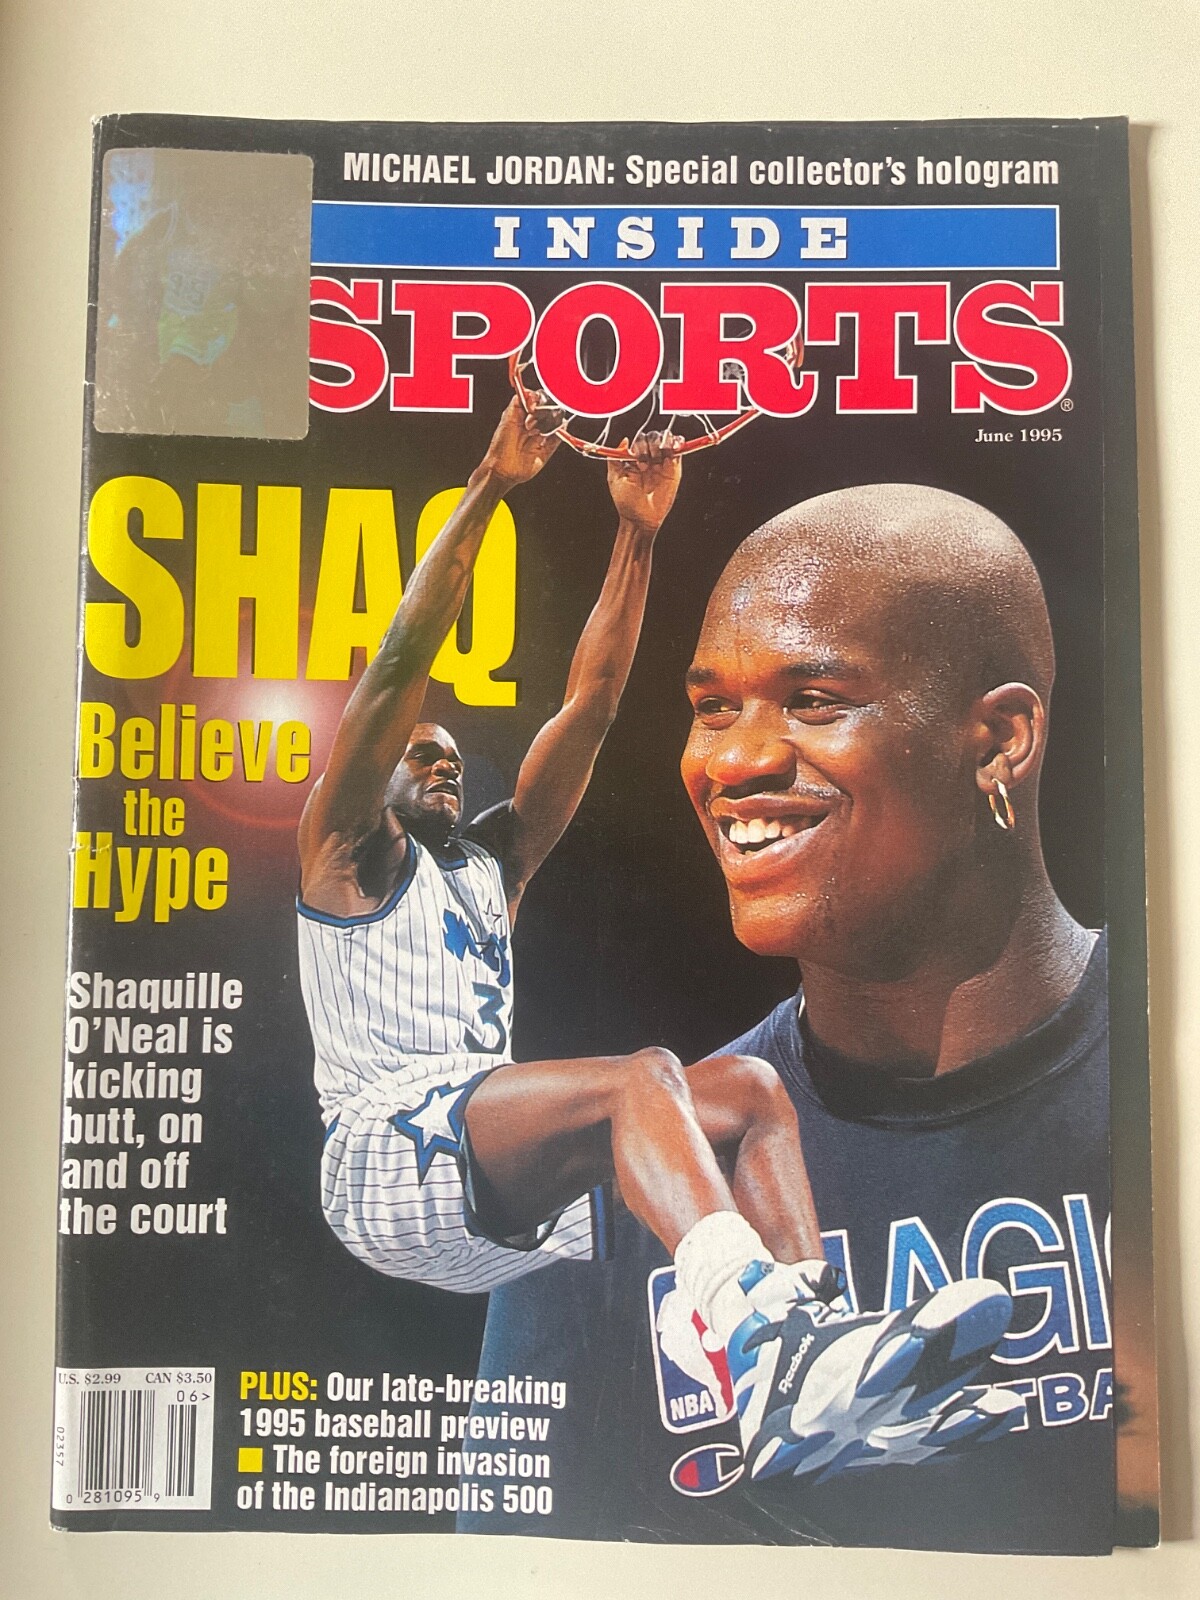 MICHAEL JORDAN: Special collector's hologram
INSIDE
SPORTS
®
June 1995
SHAQ
Believe
the
Hype
Shaquille
O'Neal is
kicking
butt, on
and off
the court
3
MAGIC
NBA
Reebok
U.S. $2.99 CAN $3.50
06>
02357
0 281095 9
PLUS: Our late-breaking
1995 baseball preview
■ The foreign invasion
of the Indianapolis 500